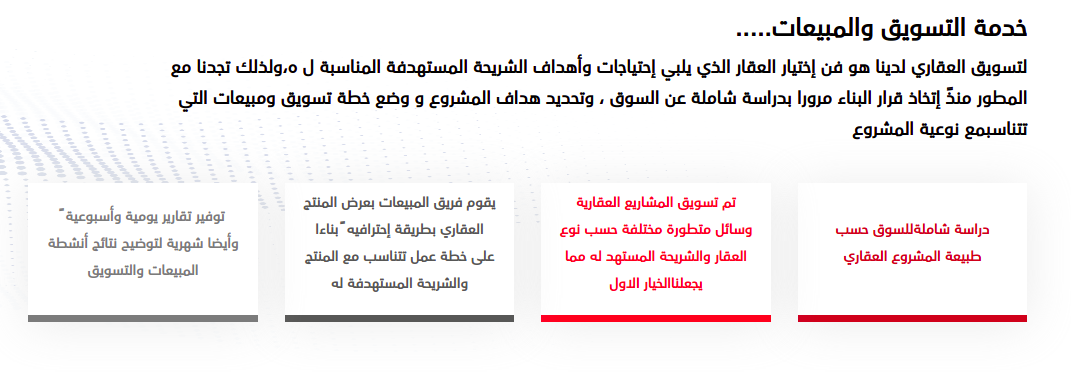 خدمة التسويق والمبيعات.....
لتسويق العقاري لدينا هو فن إختيار العقار الذي يلبي إحتياجات وأهداف الشريحة المستهدفة المناسبة ل ه،ولذلك تجدنا مع
المطور منذً إتخاذ قرار البناء مرورا بدراسة شاملة عن السوق ، وتحديد هداف المشروع و وضع خطة تسويق ومبيعات التي
تتناسبمع نوعية المشروع
دراسة شاملةللسوق حسب
طبيعة المشروع العقاري
تم تسويق المشاريع العقارية
وسائل متطورة مختلفة حسب نوع
العقار والشريحة المستهد له مما
يجعلناالخيار الاول
يقوم فريق المبيعات بعرض المنتج
العقاري بطريقة إحترافيه ً بناءا
على خطة عمل تتناسب مع المنتج
والشريحة المستهدفة له
توفير تقارير يومية وأسبوعية ً
وأيضا شهرية لتوضيح نتائج أنشطة
المبيعات والتسويق